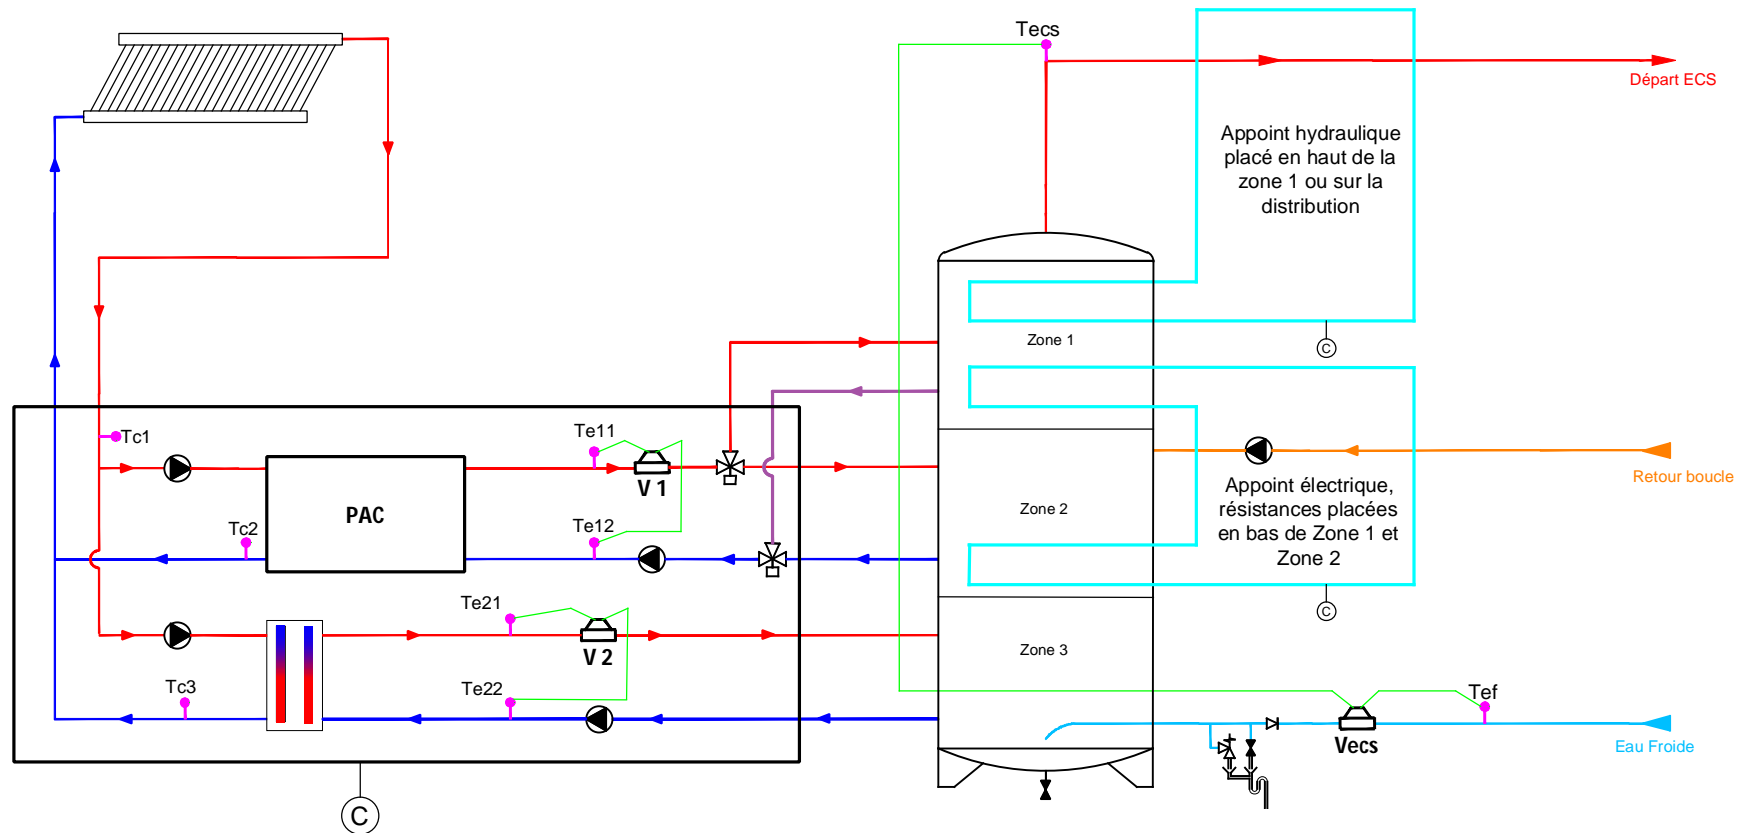 Tecs
Départ ECS
Appoint hydraulique
placé en haut de la
zone 1 ou sur la
distribution
Zone 1
C
Tc1
Te11
V 1
PAC
Tc2
Te12
Zone 2
Retour boucle
Appoint électrique,
résistances placées
en bas de Zone 1 et
Zone 2
C
Te21
V 2
Zone 3
Tc3
Te22
Tef
Vecs
Eau Froide
C